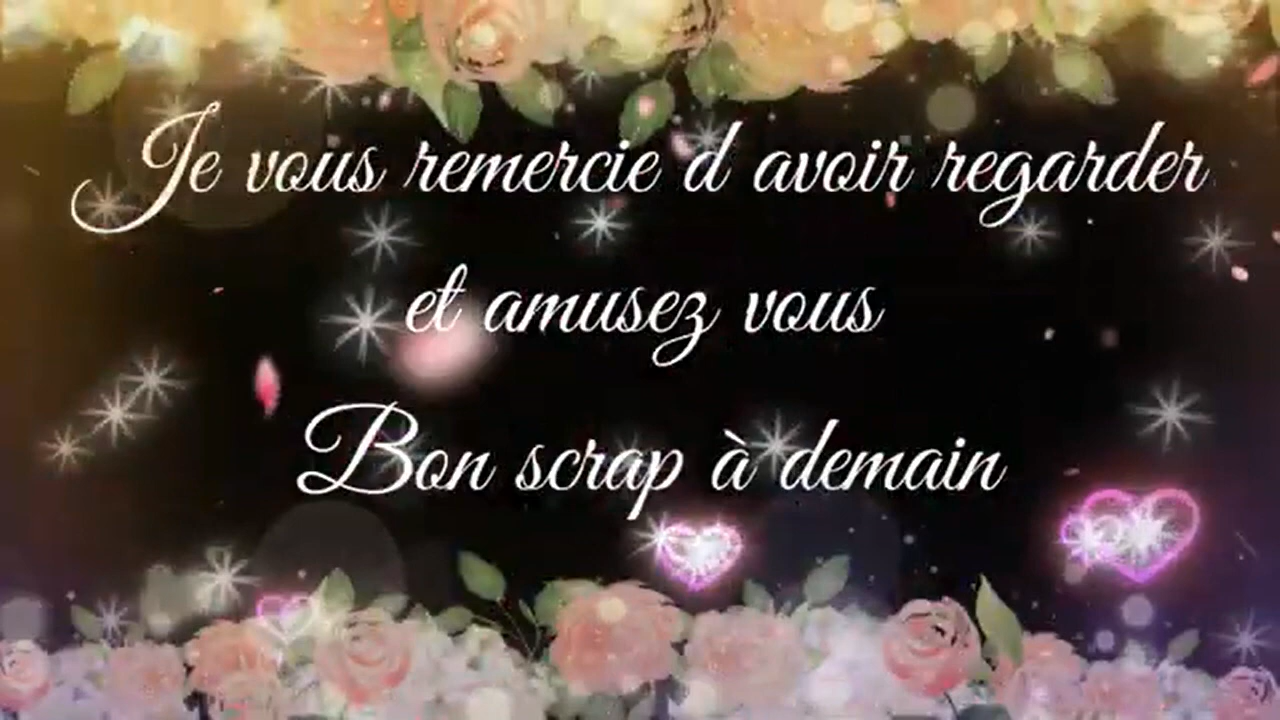 Je vous remercie d avoir regarder
et amusez vous
Bon scrap à demain